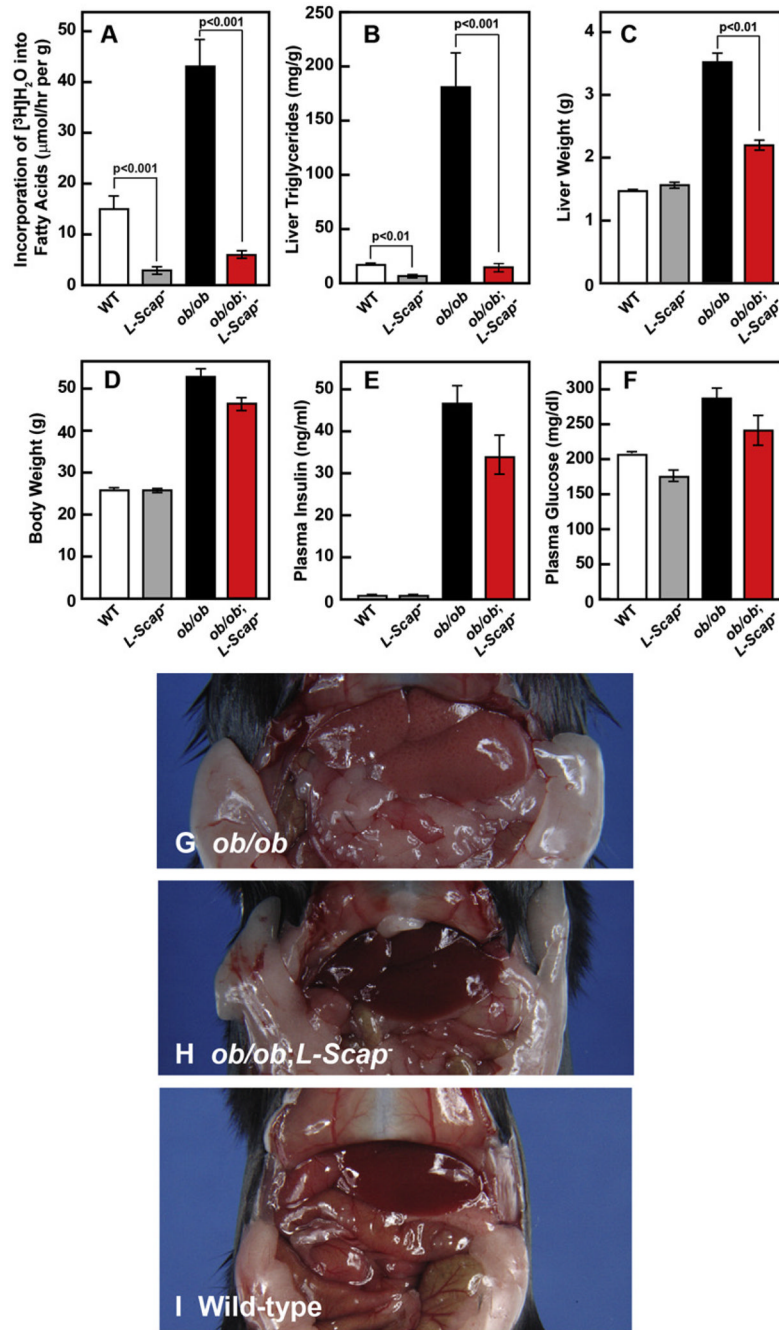 A
Incorporation of [³H]H₂O into
Fatty Acids (μmol/hr per g)
50
40
30
20
10
0
p<0.001
p<0.001
WT
L-Scap⁻
ob/ob
ob/ob;
L-Scap⁻
B
Liver Triglycerides (mg/g)
250
200
150
100
50
0
p<0.01
p<0.001
WT
L-Scap⁻
ob/ob
ob/ob;
L-Scap⁻
C
Liver Weight (g)
4
3
2
1
0
p<0.01
WT
L-Scap⁻
ob/ob
ob/ob;
L-Scap⁻
D
Body Weight (g)
50
40
30
20
10
0
WT
L-Scap⁻
ob/ob
ob/ob;
L-Scap⁻
E
Plasma Insulin (ng/ml)
50
40
30
20
10
0
WT
L-Scap⁻
ob/ob
ob/ob;
L-Scap⁻
F
Plasma Glucose (mg/dl)
300
250
200
150
100
50
0
WT
L-Scap⁻
ob/ob
ob/ob;
L-Scap⁻
G ob/ob
H ob/ob;L-Scap⁻
I Wild-type